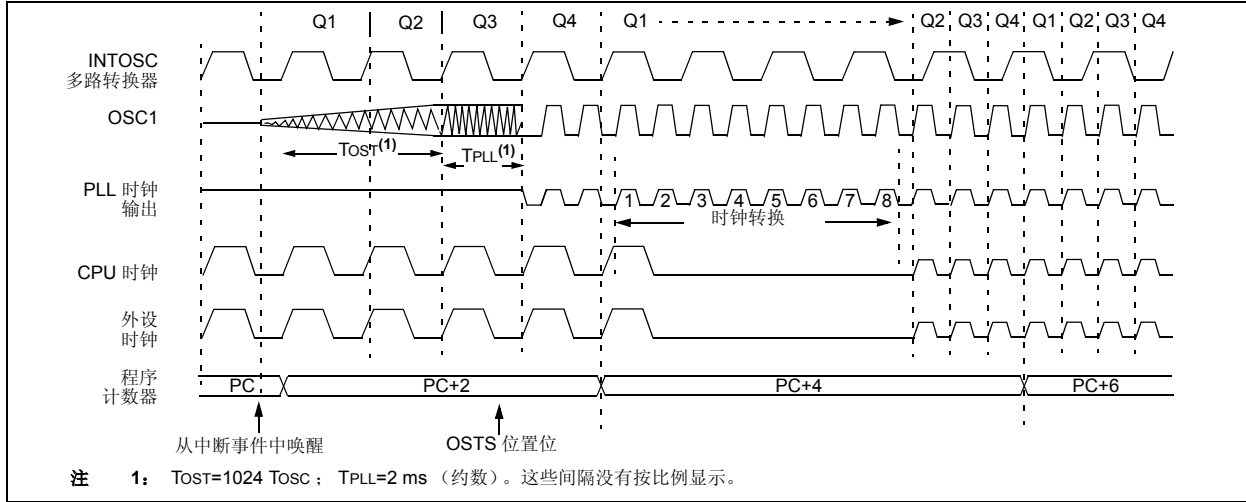 Q1 Q2 Q3 Q4 Q1 Q2 Q3 Q4 Q1 Q2 Q3 Q4
INTOSC
多路转换器
OSC1
TOST(1)
TPLL(1)
PLL 时钟
输出
1 2 3 4 5 6 7 8
时钟转换
CPU 时钟
外设
时钟
程序
计数器
PC PC+2 PC+4 PC+6
从中断事件中唤醒
OSTS 位置位
注 1： TOST=1024 TOSC； TPLL=2 ms （约数）。这些间隔没有按比例显示。